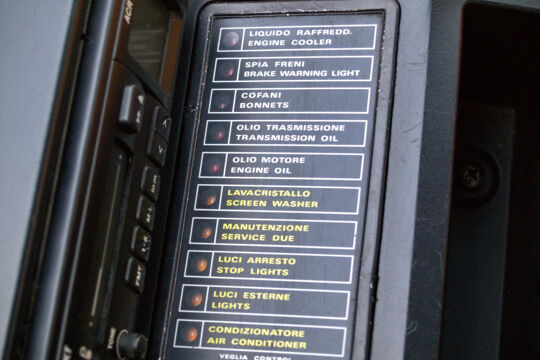 LIQUIDO RAFFREDD.
ENGINE COOLER
SPIA FRENI
BRAKE WARNING LIGHT
COFANI
BONNETS
OLIO TRASMISSIONE
TRANSMISSION OIL
OLIO MOTORE
ENGINE OIL
LAVACRISTALLO
SCREEN WASHER
MANUTENZIONE
SERVICE DUE
LUCI ARRESTO
STOP LIGHTS
LUCI ESTERNE
LIGHTS
CONDIZIONATORE
AIR CONDITIONER
VEGLIA CONTROL